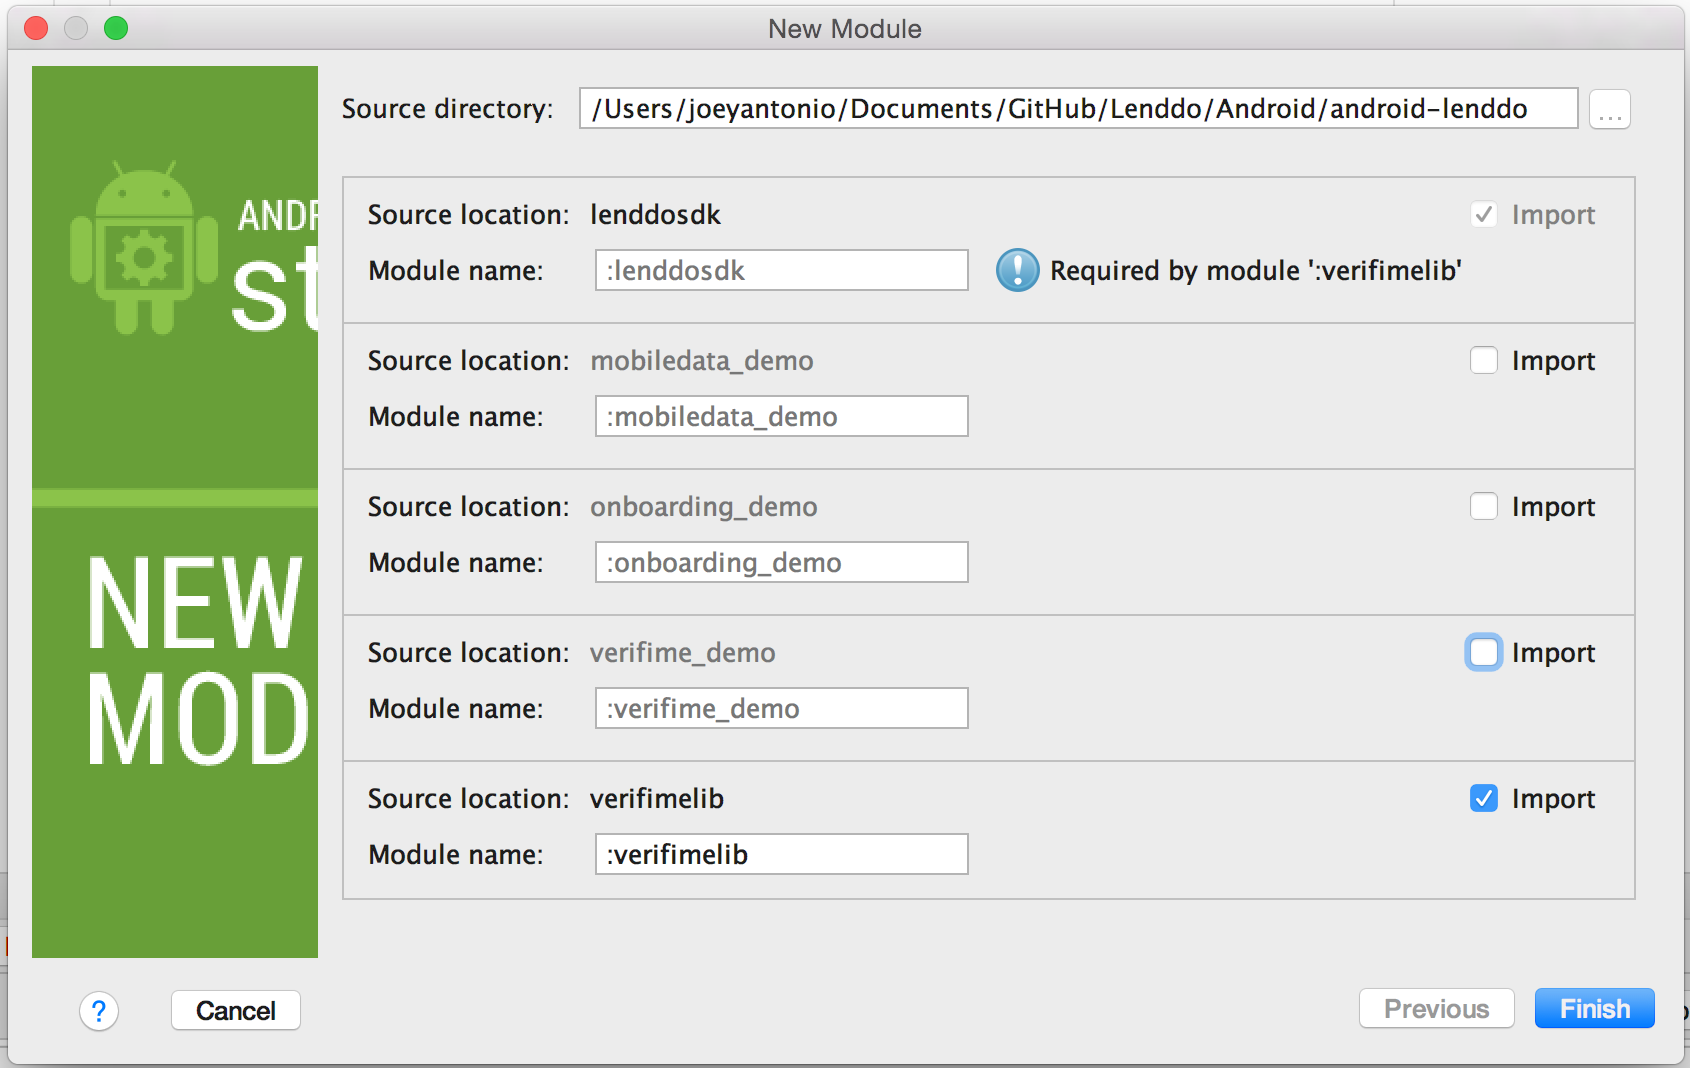 New Module
ANDR
st
NEW
MOD
Source directory: /Users/joeyantonio/Documents/GitHub/Lenddo/Android/android-lenddo ...
Source location: lenddosdk Import
Module name: :lenddosdk ! Required by module ':verifimelib'
Source location: mobiledata_demo Import
Module name: :mobiledata_demo
Source location: onboarding_demo Import
Module name: :onboarding_demo
Source location: verifime_demo Import
Module name: :verifime_demo
Source location: verifimelib Import
Module name: :verifimelib
? Cancel Previous Finish